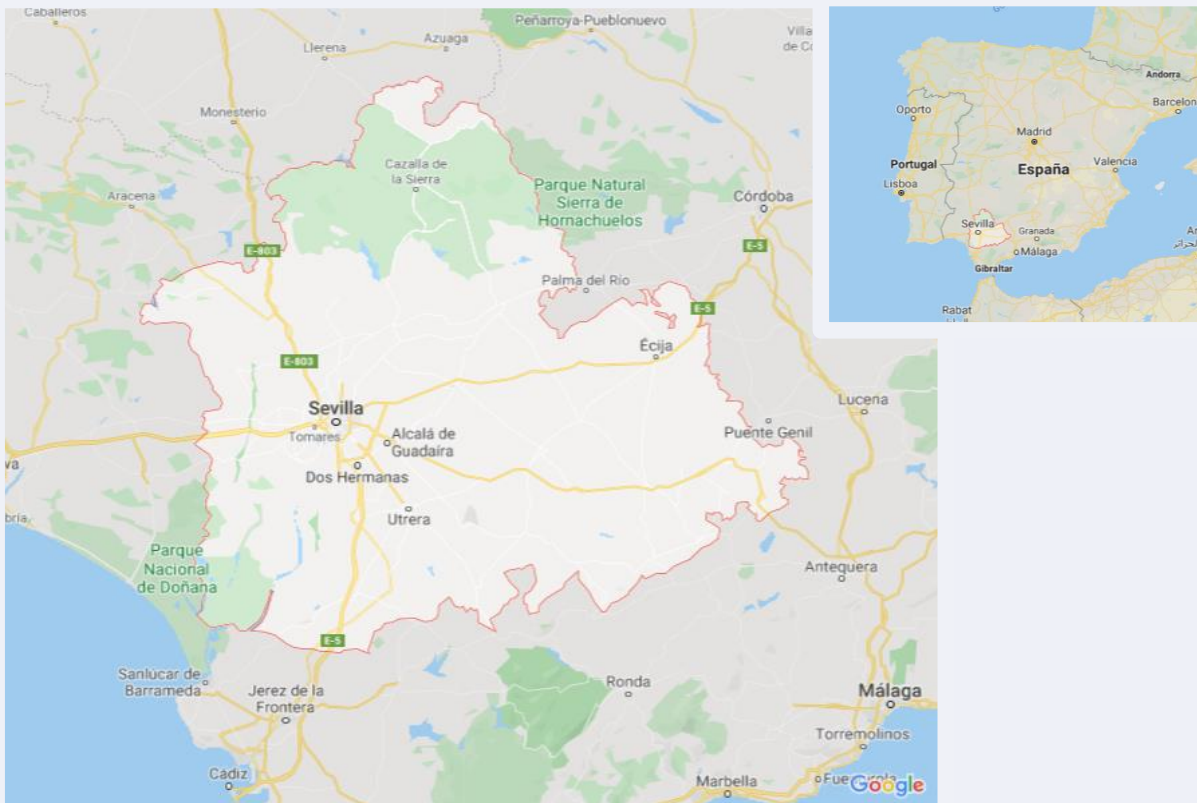 Caballeros
Peñarroya-Pueblonuevo
Azuaga
Llerena
Monesterio
Cazalla de
la Sierra
Parque Natural
Sierra de
Hornachuelos
Aracena
Córdoba
E-803
E-5
Palma del Río
E-5
Écija
E-803
Sevilla
Tomares
Alcalá de
Guadaíra
Lucena
Puente Genil
Dos Hermanas
Utrera
Parque
Nacional
de Doñana
Antequera
E-5
Sanlúcar de
Barrameda
Jerez de la
Frontera
Ronda
Málaga
Torremolinos
Cádiz
Marbella
Google
Andorra
Oporto
Barcelon
Madrid
Portugal
España
Valencia
Lisboa
Sevilla
Granada
Málaga
Gibraltar
Rabat